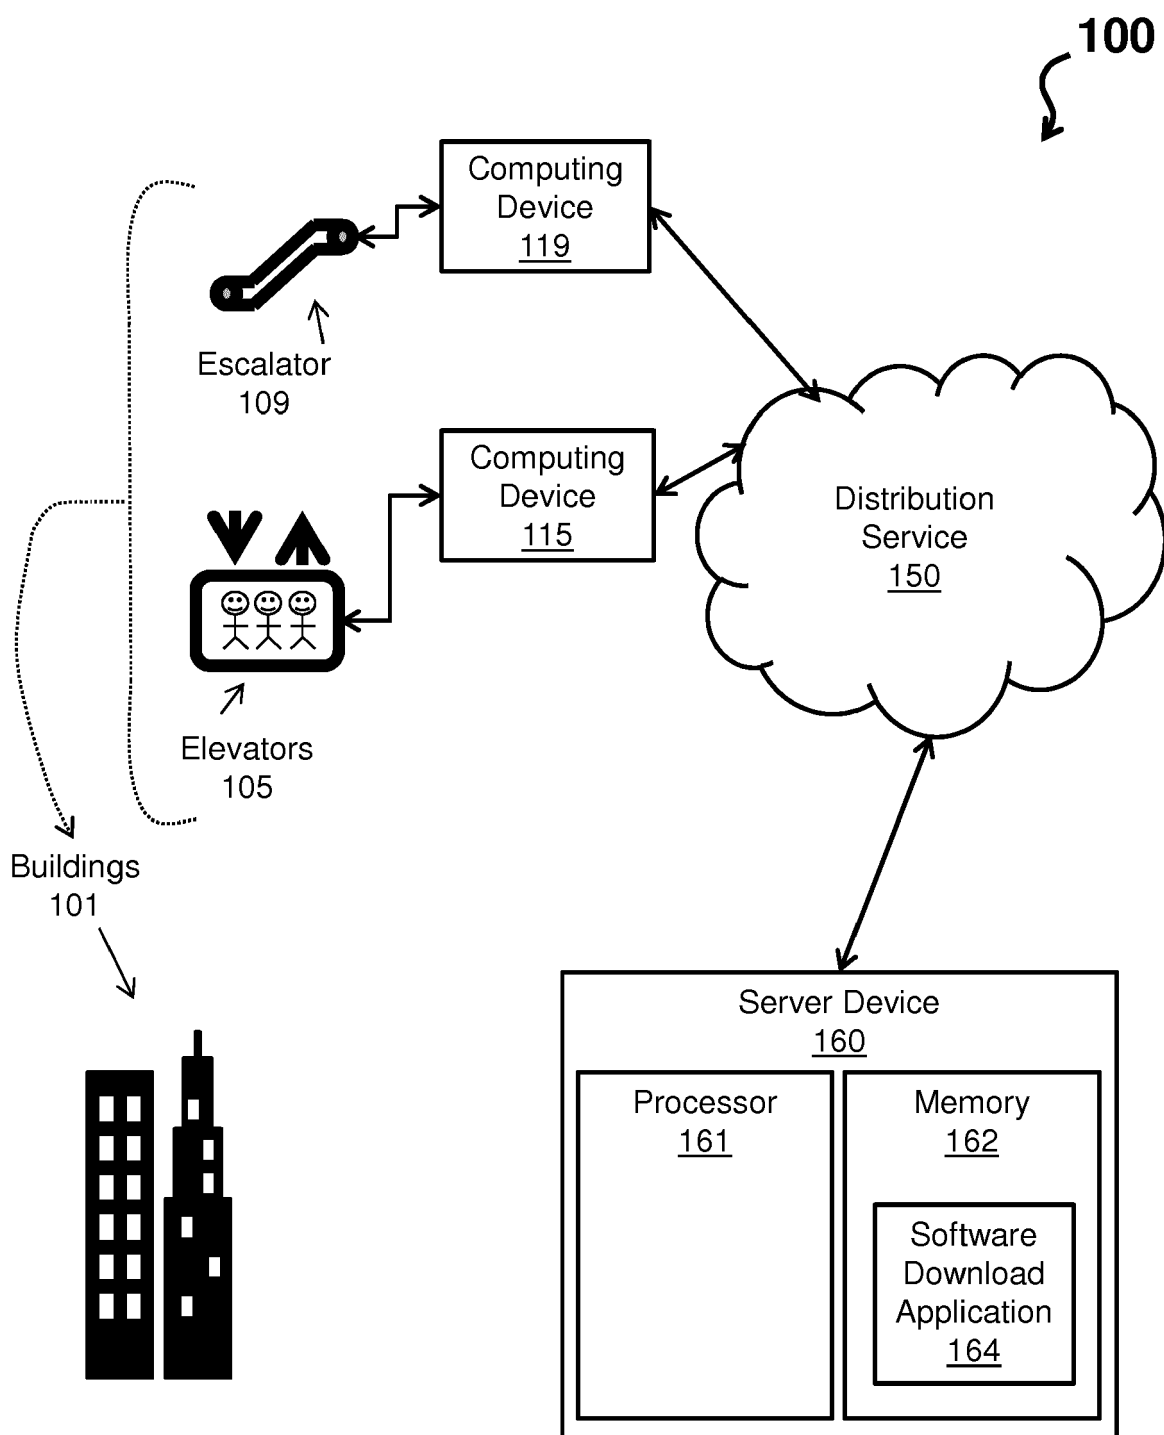 100
Computing
Device
119
Escalator
109
Computing
Device
115
Distribution
Service
150
Elevators
105
Buildings
101
Server Device
160
Processor
161
Memory
162
Software
Download
Application
164